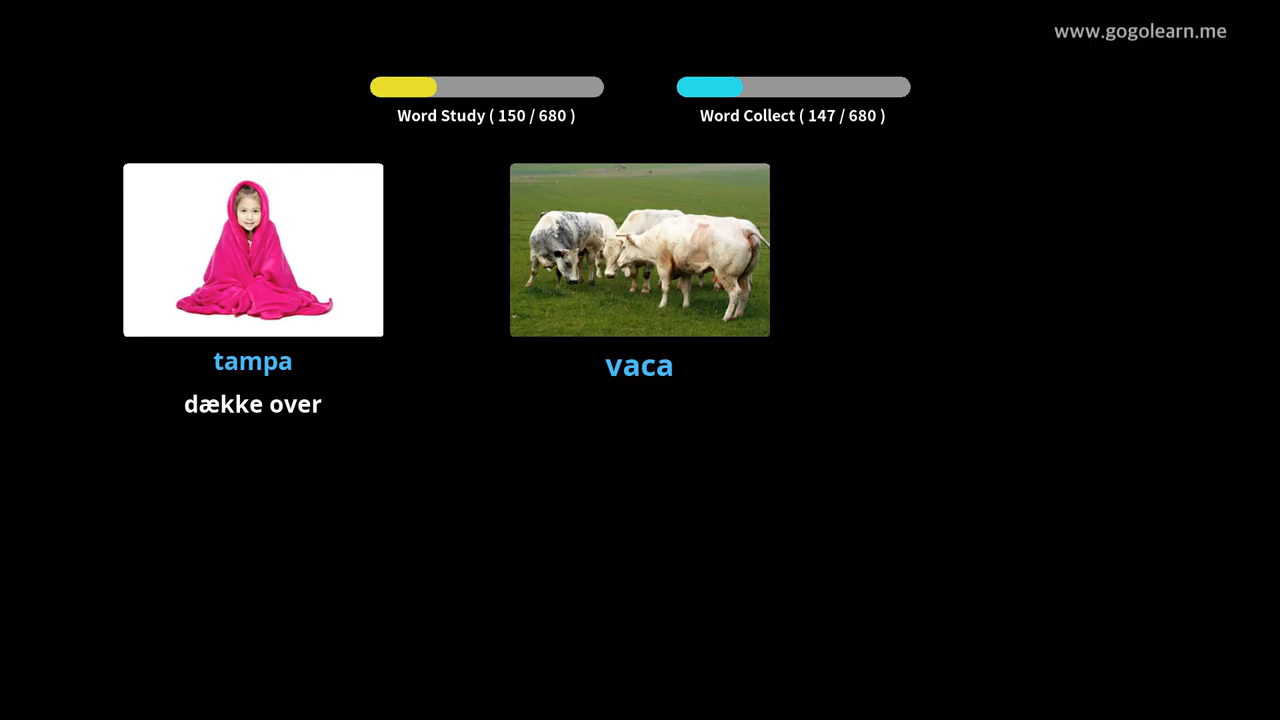 www.gogolearn.me
Word Study ( 150 / 680 )
Word Collect ( 147 / 680 )
tampa
dække over
vaca